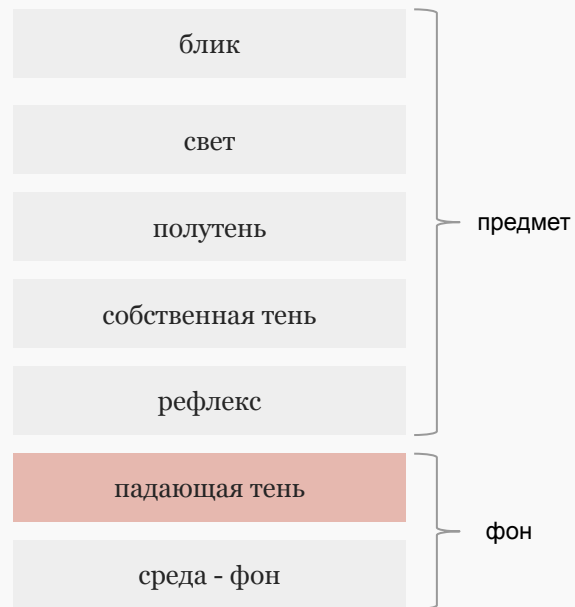 блик
свет
полутень
собственная тень
рефлекс
предмет
падающая тень
среда - фон
фон